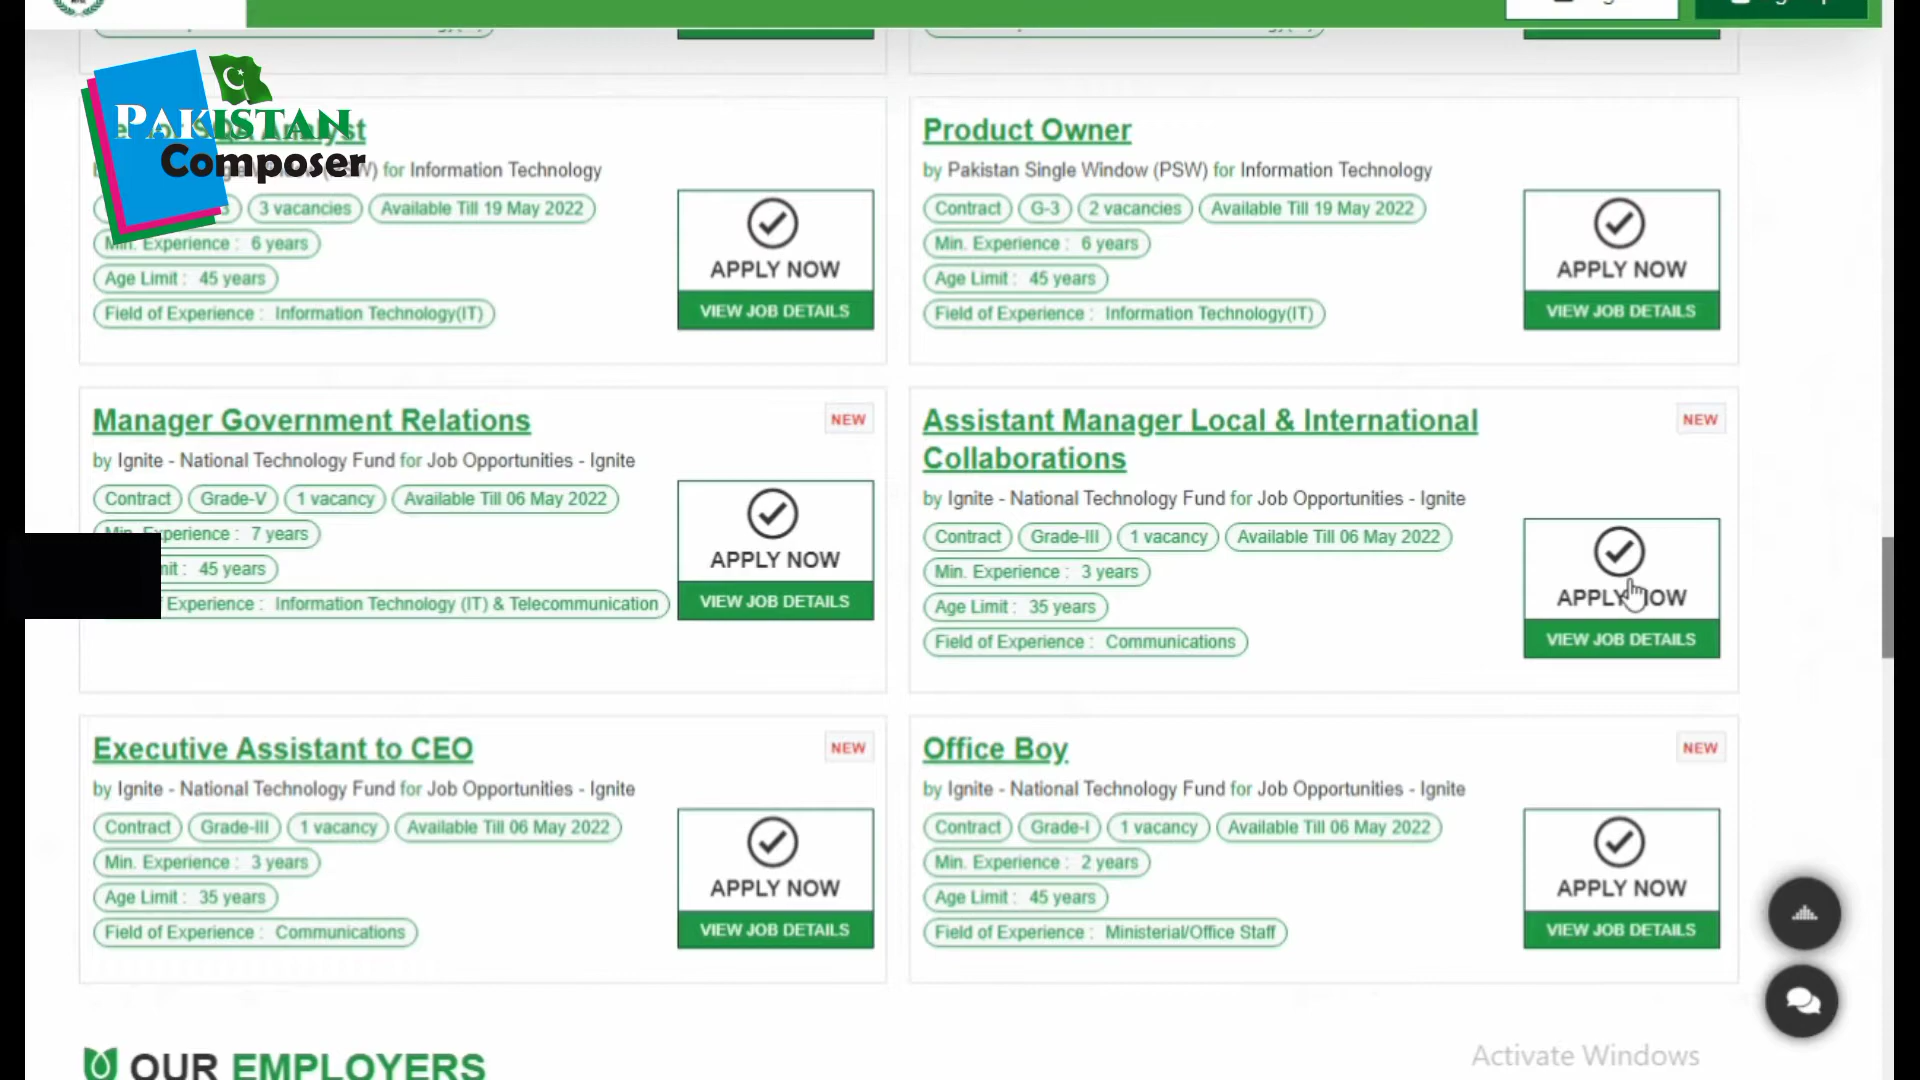 PAKISTAN
Composer
Analyst
for Information Technology
3 vacancies
Available Till 19 May 2022
Min. Experience : 6 years
Age Limit : 45 years
Field of Experience : Information Technology(IT)
APPLY NOW
VIEW JOB DETAILS
Product Owner
by Pakistan Single Window (PSW) for Information Technology
Contract G-3 2 vacancies Available Till 19 May 2022
Min. Experience : 6 years
Age Limit : 45 years
Field of Experience : Information Technology(IT)
APPLY NOW
VIEW JOB DETAILS
Manager Government Relations
NEW
by Ignite - National Technology Fund for Job Opportunities - Ignite
Contract Grade-V 1 vacancy Available Till 06 May 2022
Min. Experience : 7 years
45 years
Experience : Information Technology (IT) & Telecommunication
APPLY NOW
VIEW JOB DETAILS
Assistant Manager Local & International
Collaborations
NEW
by Ignite - National Technology Fund for Job Opportunities - Ignite
Contract Grade-III 1 vacancy Available Till 06 May 2022
Min. Experience : 3 years
Age Limit : 35 years
Field of Experience : Communications
APPLY NOW
VIEW JOB DETAILS
Executive Assistant to CEO
NEW
by Ignite - National Technology Fund for Job Opportunities - Ignite
Contract Grade-III 1 vacancy Available Till 06 May 2022
Min. Experience : 3 years
Age Limit : 35 years
Field of Experience : Communications
APPLY NOW
VIEW JOB DETAILS
Office Boy
NEW
by Ignite - National Technology Fund for Job Opportunities - Ignite
Contract Grade-I 1 vacancy Available Till 06 May 2022
Min. Experience : 2 years
Age Limit : 45 years
Field of Experience : Ministerial/Office Staff
APPLY NOW
VIEW JOB DETAILS
OUR EMPLOYERS
Activate Windows